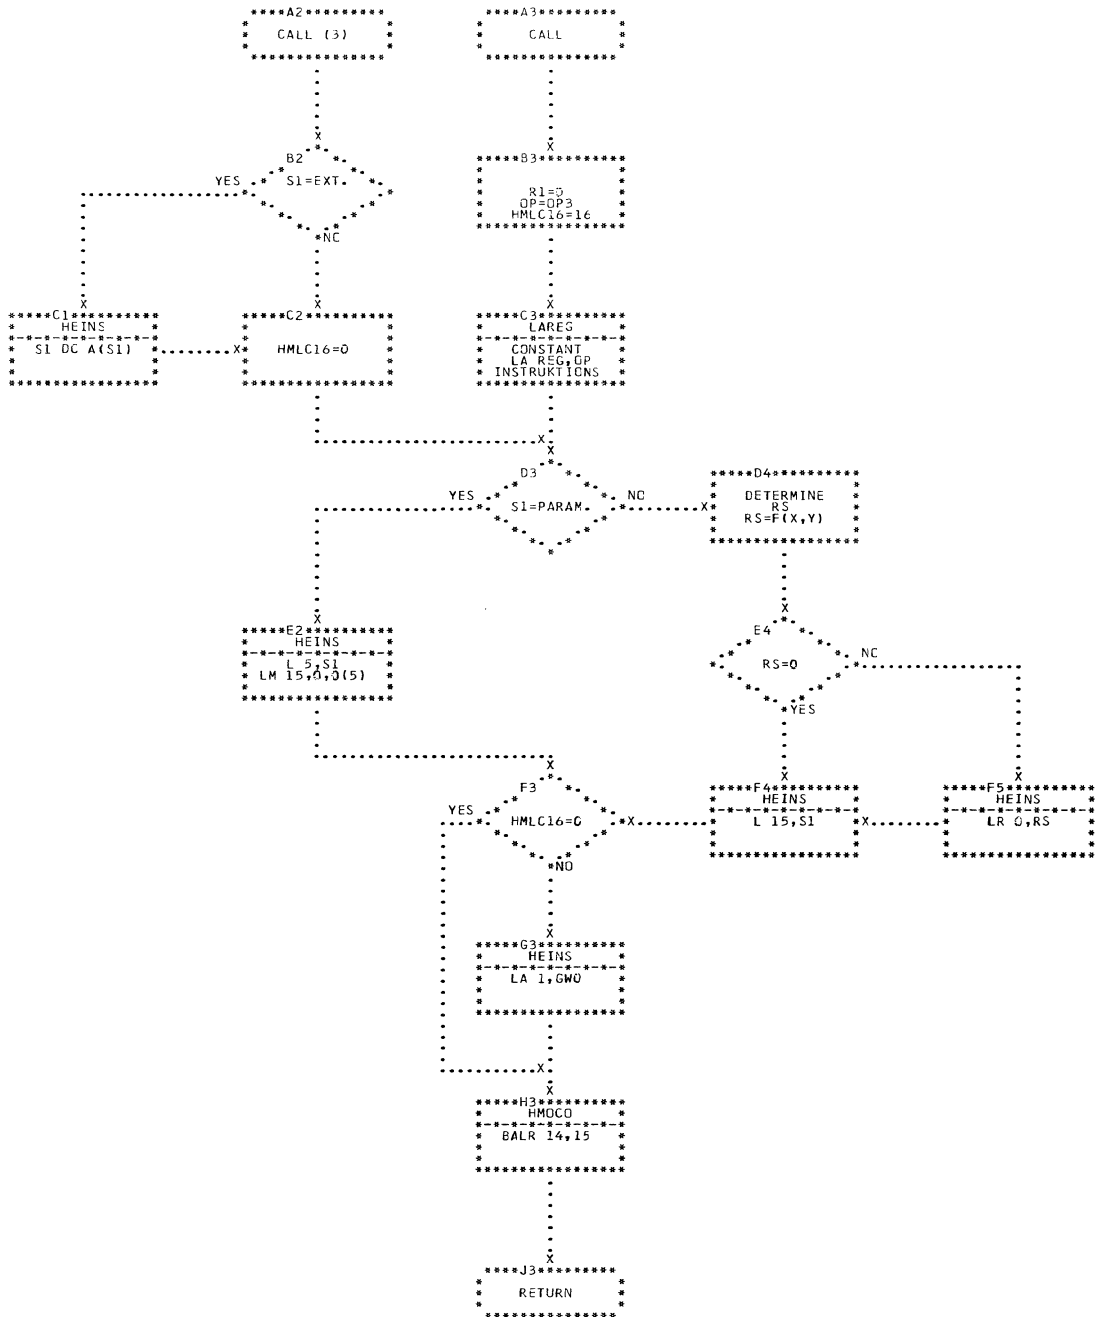 A2
CALL (3)
A3
CALL
B2
S1=EXT.
YES
NC
B3
R1=0
OP=OP3
HMLC16=16
C1
HEINS
S1 DC A(S1)
C2
HMLC16=0
C3
LAREG
CONSTANT
LA REG,OP
INSTRUKTIONS
X
D3
S1=PARAM.
YES
NO
D4
DETERMINE
RS
RS=F(X,Y)
E2
HEINS
L 5,S1
LM 15,0,0(5)
E4
RS=0
NC
YES
F3
HMLC16=0
YES
NO
F4
HEINS
L 15,S1
F5
HEINS
LR 0,RS
G3
HEINS
LA 1,GWO
H3
HMOCO
BALR 14,15
J3
RETURN